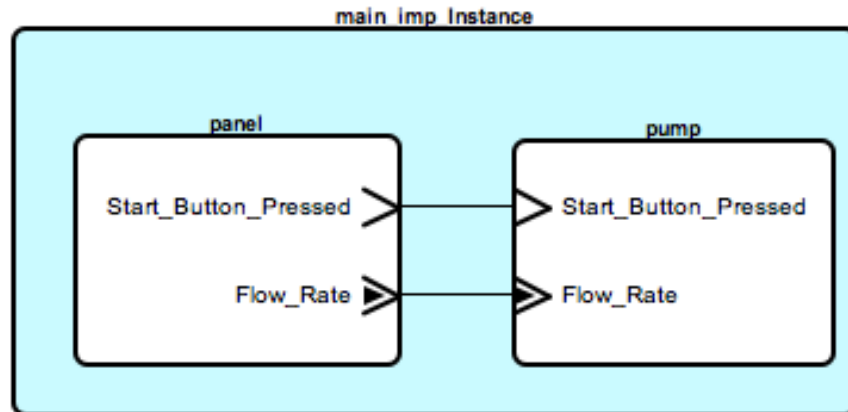 main_imp_Instance
panel
pump
Start_Button_Pressed
Start_Button_Pressed
Flow_Rate
Flow_Rate